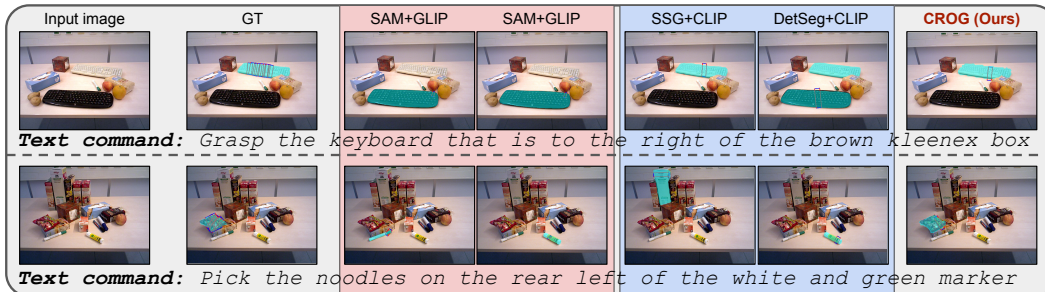 Input image GT SAM+GLIP SAM+GLIP SSG+CLIP DetSeg+CLIP CROG (Ours)
Text command: Grasp the keyboard that is to the right of the brown kleenex box
Text command: Pick the noodles on the rear left of the white and green marker